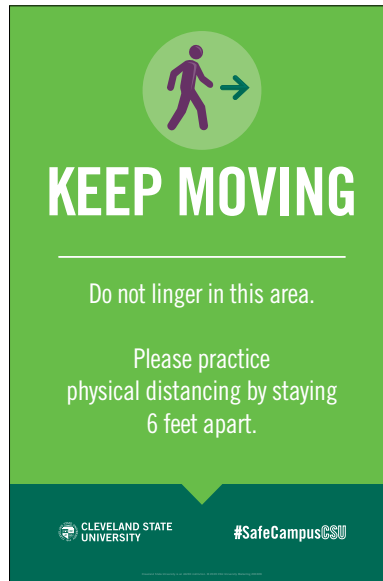 KEEP MOVING
Do not linger in this area.
Please practice
physical distancing by staying
6 feet apart.
CLEVELAND STATE
UNIVERSITY
#SafeCampusCSU